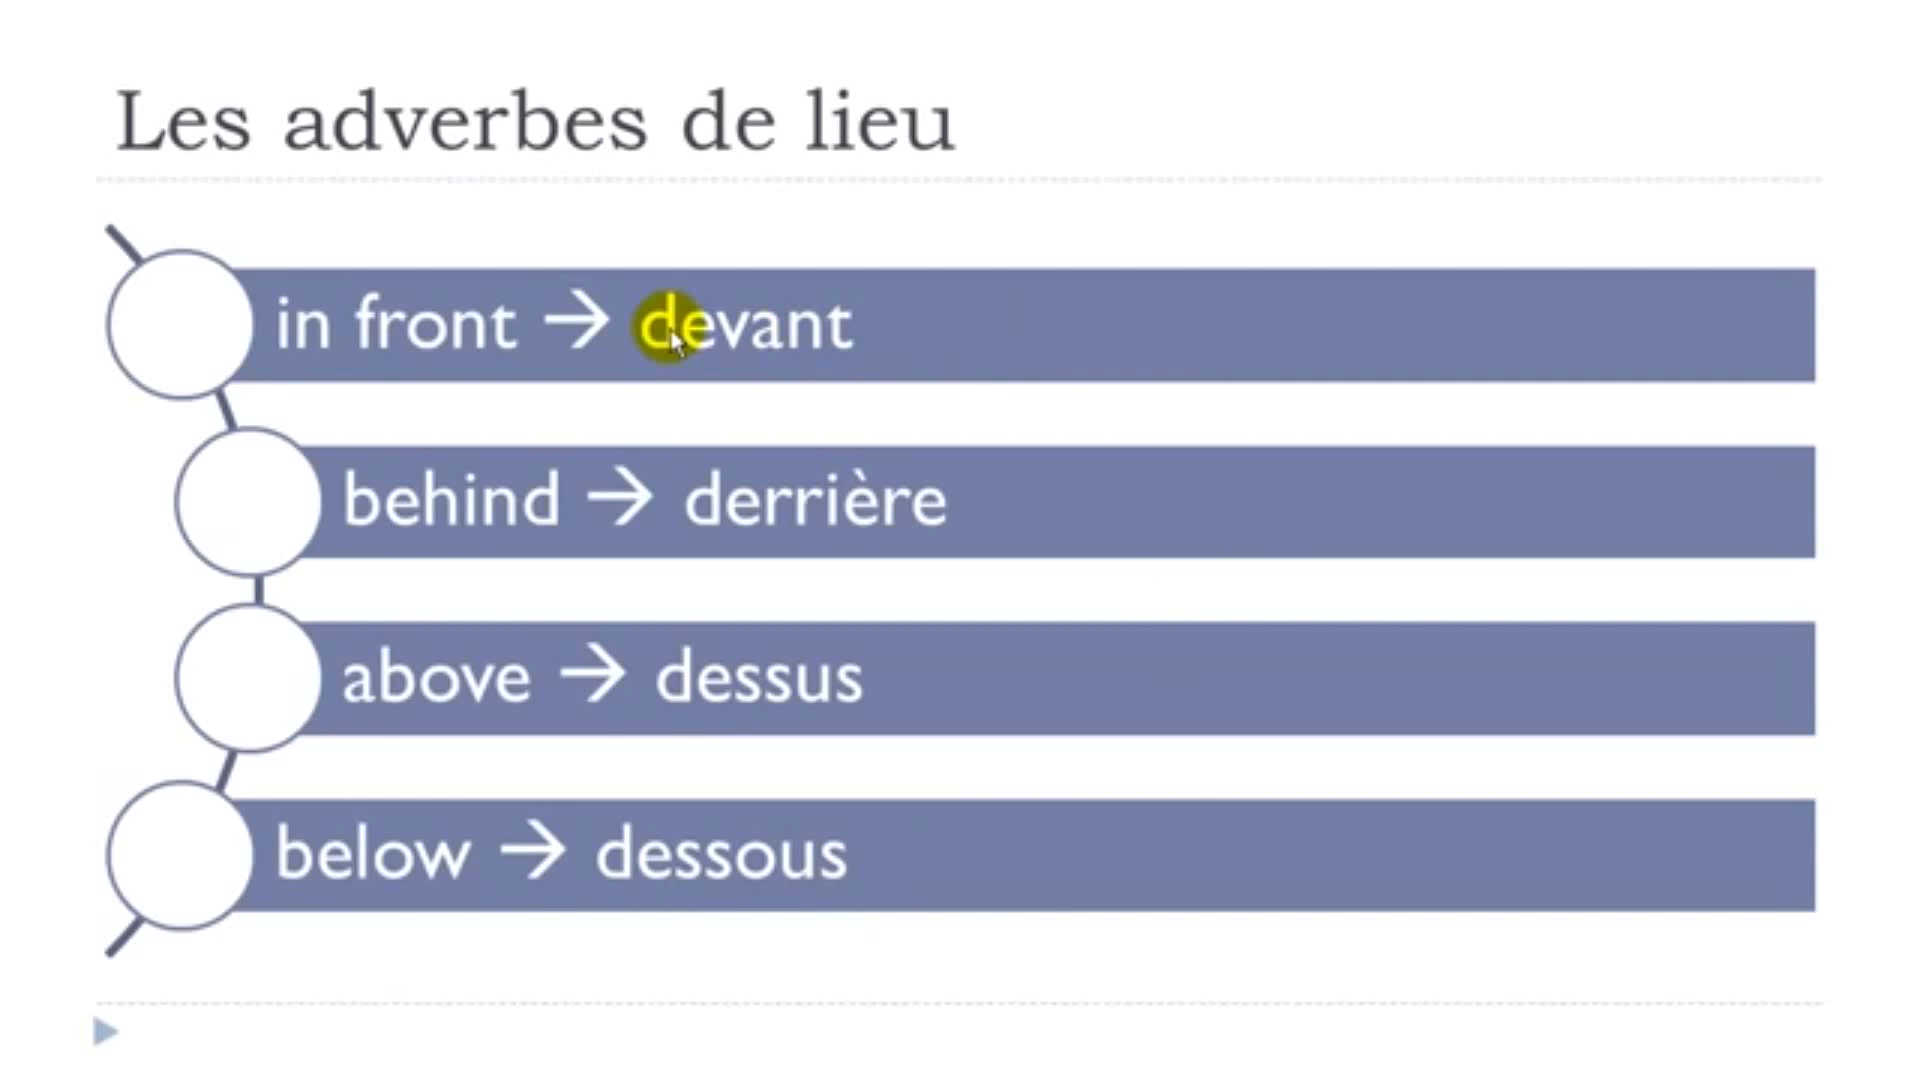 Les adverbes de lieu
in front → devant
behind → derrière
above → dessus
below → dessous